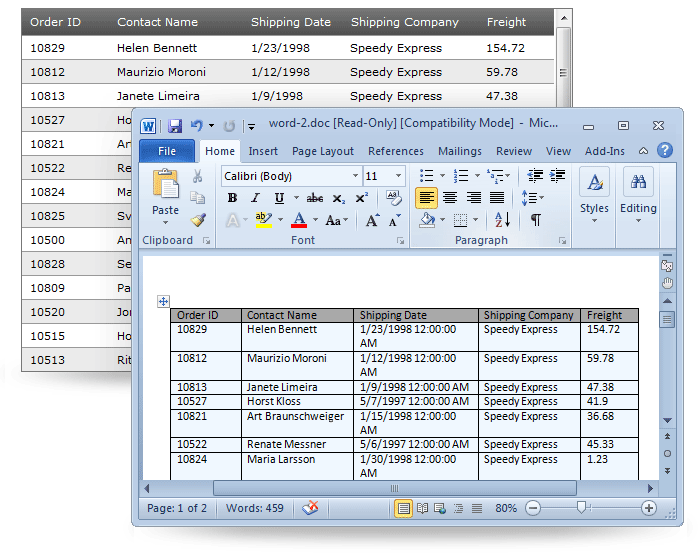 Order ID Contact Name Shipping Date Shipping Company Freight
10829 Helen Bennett 1/23/1998 Speedy Express 154.72
10812 Maurizio Moroni 1/12/1998 Speedy Express 59.78
10813 Janete Limeira 1/9/1998 Speedy Express 47.38
10527 Ho
10821 Ar
10522 Re
10824 Ma
10825 Sv
10500 An
10828 Se
10809 Pa
10520 Jo
10515 Ho
10513 Rit
word-2.doc [Read-Only] [Compatibility Mode] - Mic...
File Home Insert Page Layout References Mailings Review View Add-Ins
Calibri (Body) 11
Paste
B I U abc x₂ x²
A ab A Aa A A
A Z
Styles Editing
Clipboard Font Paragraph
Order ID Contact Name Shipping Date Shipping Company Freight
10829 Helen Bennett 1/23/1998 12:00:00 Speedy Express 154.72
AM
10812 Maurizio Moroni 1/12/1998 12:00:00 Speedy Express 59.78
AM
10813 Janete Limeira 1/9/1998 12:00:00 AM Speedy Express 47.38
10527 Horst Kloss 5/7/1997 12:00:00 AM Speedy Express 41.9
10821 Art Braunschweiger 1/15/1998 12:00:00 Speedy Express 36.68
AM
10522 Renate Messner 5/6/1997 12:00:00 AM Speedy Express 45.33
10824 Maria Larsson 1/30/1998 12:00:00 Speedy Express 1.23
AM
Page: 1 of 2 Words: 459 80%